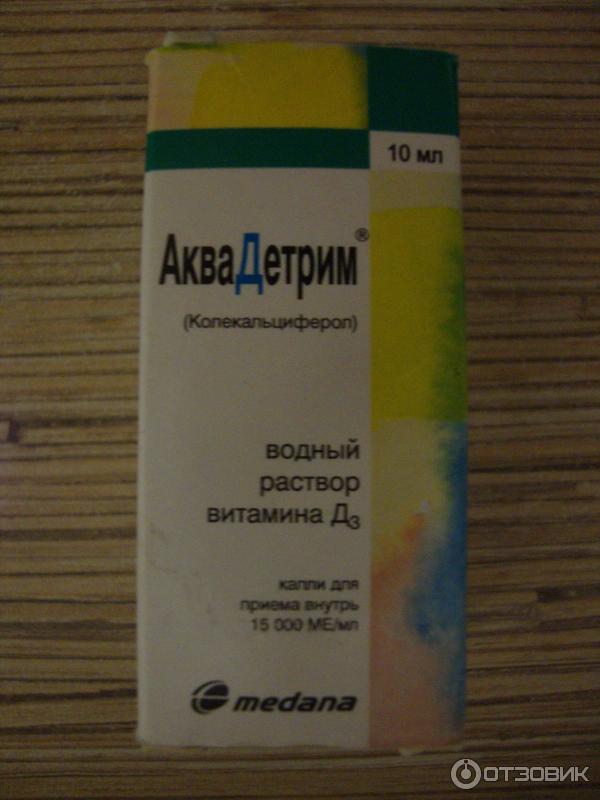 10 мл
АкваДетрим®
(Колекальциферол)
водный
раствор
витамина Д3
капли для
приема внутрь
15 000 МЕ/мл
medana
ОТЗОВИК